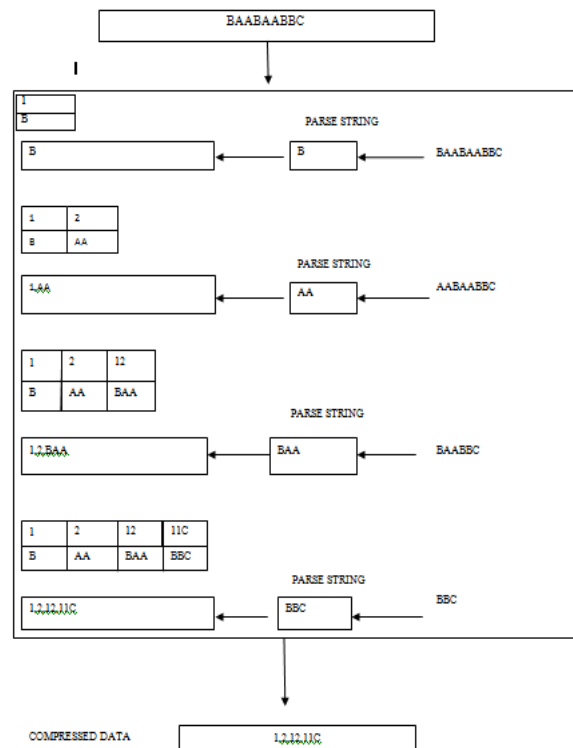 BAABAABBC
1
B
PARSE STRING
B B BAABAABBC
1 2
B AA
PARSE STRING
1,AA AA AABAABBC
1 2 12
B AA BAA
PARSE STRING
1,2,BAA BAA BAABBC
1 2 12 11C
B AA BAA BBC
PARSE STRING
1,2,12,11C BBC BBC
COMPRESSED DATA 1,2,12,11C